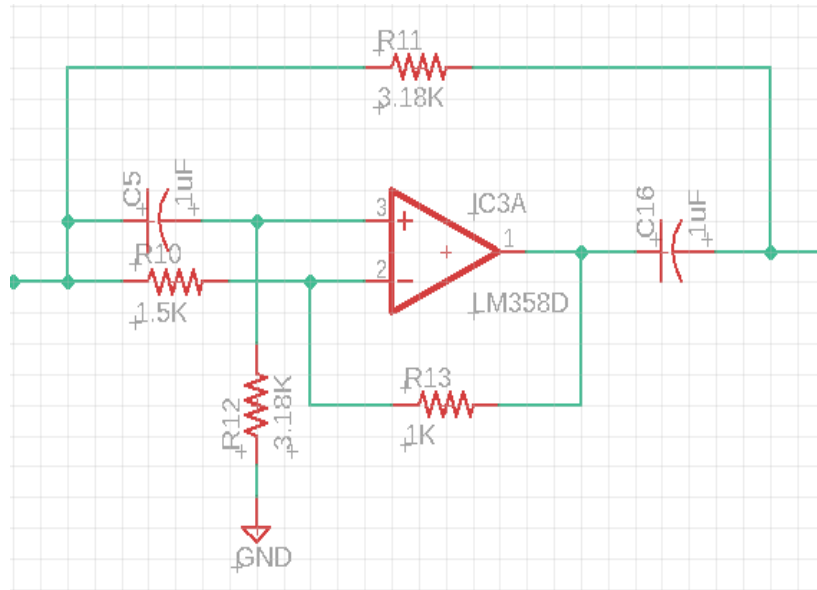 R11
3.18K
C5
1uF
R10
1.5K
3
+
2
−
IC3A
1
LM358D
C16
1uF
R13
1K
R12
3.18K
GND